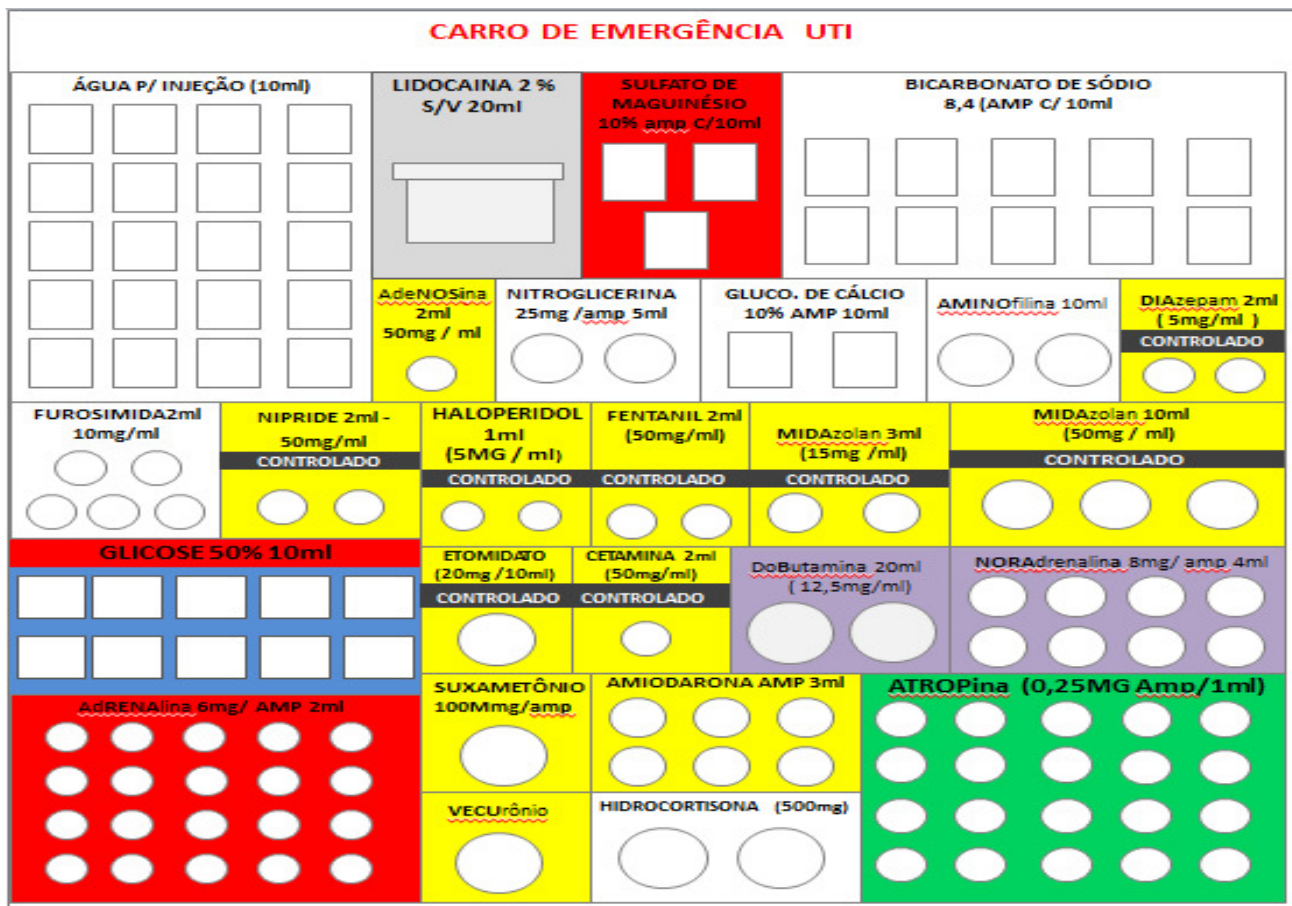 CARRO DE EMERGÊNCIA UTI
ÁGUA P/ INJEÇÃO (10ml)
LIDOCAINA 2 %
S/V 20ml
SULFATO DE
MAGUINÉSIO
10% amp C/10ml
BICARBONATO DE SÓDIO
8,4 (AMP C/ 10ml
AdeNOSina
2ml
50mg / ml
NITROGLICERINA
25mg /amp 5ml
GLUCO. DE CÁLCIO
10% AMP 10ml
AMINOfilina 10ml
DIAzepam 2ml
( 5mg/ml )
CONTROLADO
FUROSIMIDA2ml
10mg/ml
NIPRIDE 2ml -
50mg/ml
CONTROLADO
HALOPERIDOL
1ml
(5MG / ml)
CONTROLADO
FENTANIL 2ml
(50mg/ml)
CONTROLADO
MIDAzolan 3ml
(15mg /ml)
CONTROLADO
MIDAzolan 10ml
(50mg / ml)
CONTROLADO
GLICOSE 50% 10ml
ETOMIDATO
(20mg /10ml)
CONTROLADO
CETAMINA 2ml
(50mg/ml)
CONTROLADO
DoButamina 20ml
( 12,5mg/ml)
NORAdrenalina 8mg/ amp 4ml
AdRENAlina 6mg/ AMP 2ml
SUXAMETÔNIO
100Mmg/amp
AMIODARONA AMP 3ml
ATROPina (0,25MG Amp/1ml)
VECUrônio
HIDROCORTISONA (500mg)